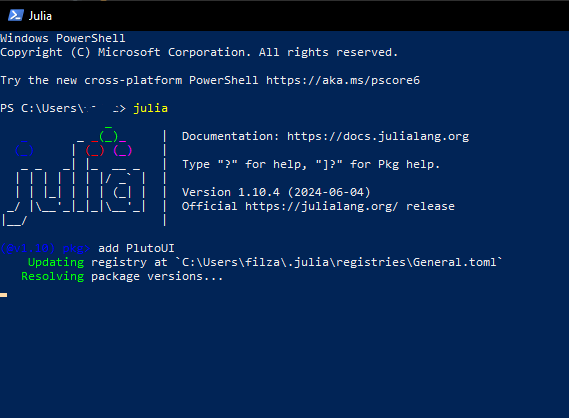 Julia
Windows PowerShell
Copyright (C) Microsoft Corporation. All rights reserved.
Try the new cross-platform PowerShell https://aka.ms/pscore6
PS C:\Users\ > julia
Documentation: https://docs.julialang.org
Type "?" for help, "]?" for Pkg help.
Version 1.10.4 (2024-06-04)
Official https://julialang.org/ release
(@v1.10) pkg> add PlutoUI
Updating registry at `C:\Users\filza\.julia\registries\General.toml`
Resolving package versions...